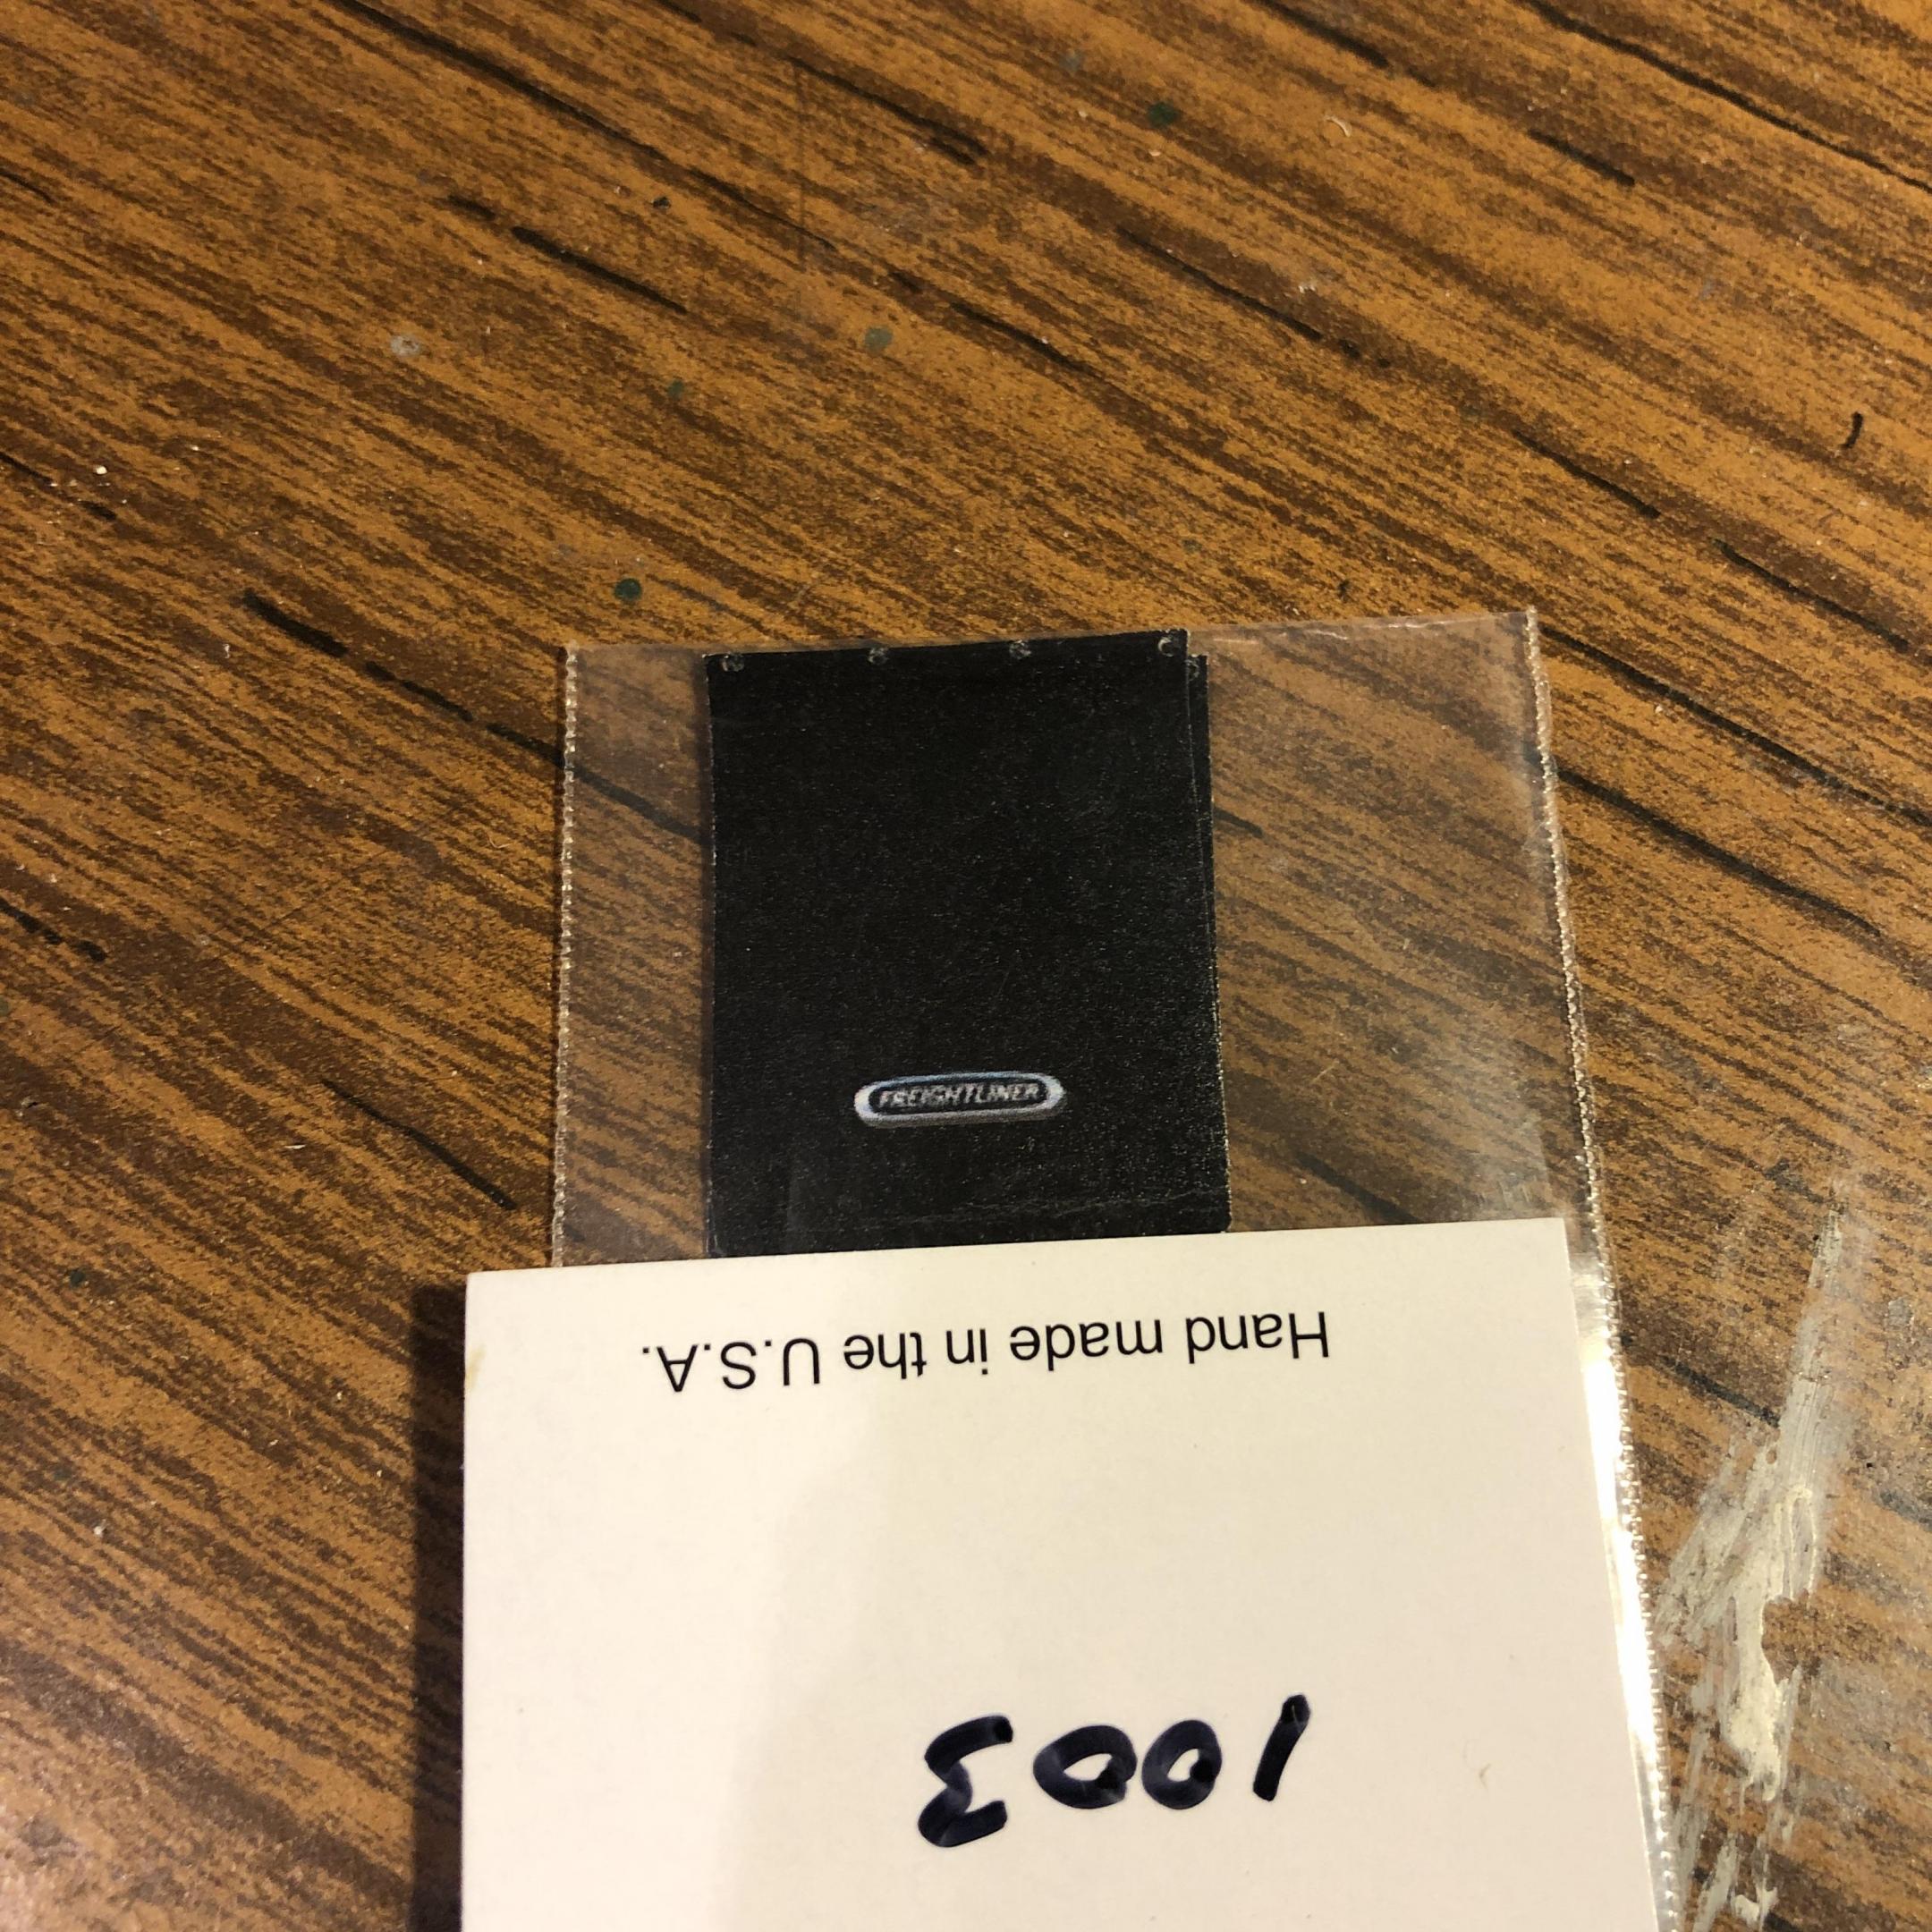 FREIGHTLINER
Hand made in the U.S.A.
1003